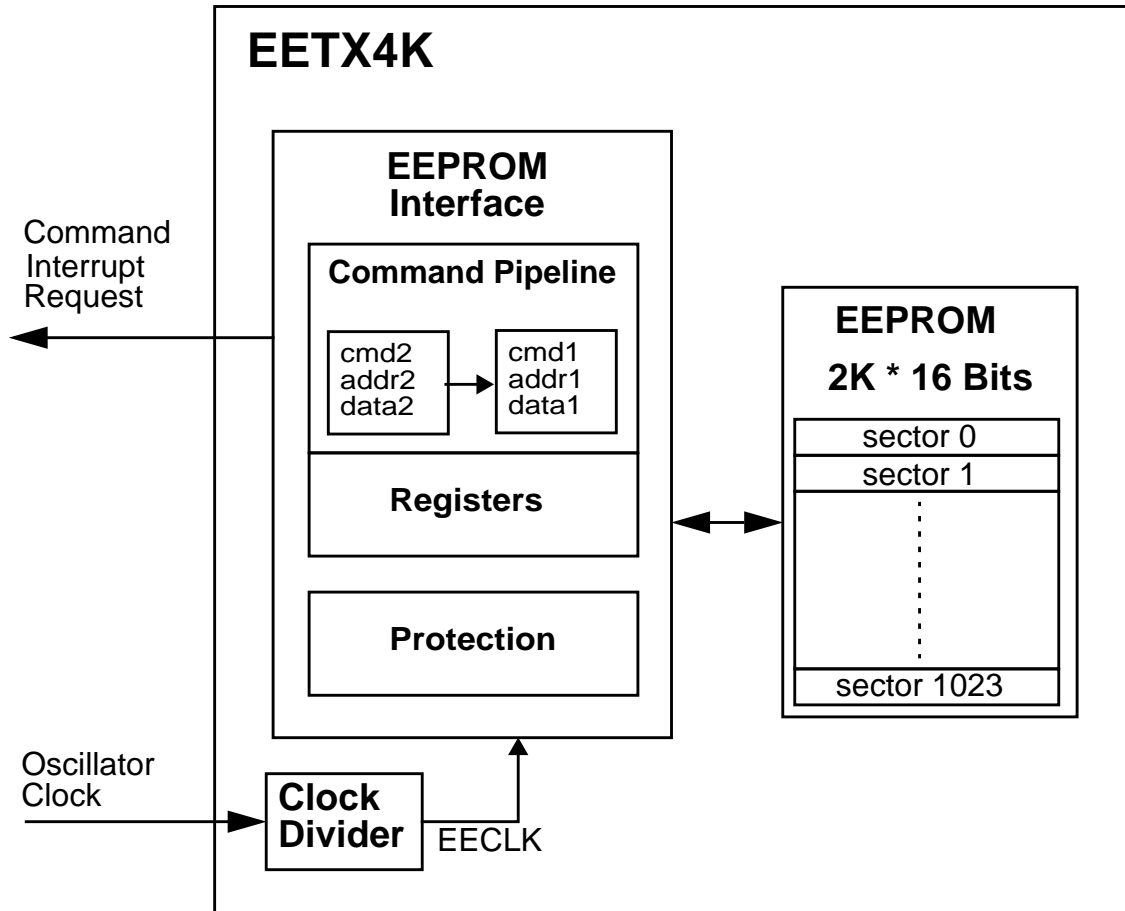 EETX4K
EEPROM
Interface
Command
Interrupt
Request
Command Pipeline
cmd2
addr2
data2
cmd1
addr1
data1
Registers
Protection
EEPROM
2K * 16 Bits
sector 0
sector 1
sector 1023
Oscillator
Clock
Clock
Divider
EECLK